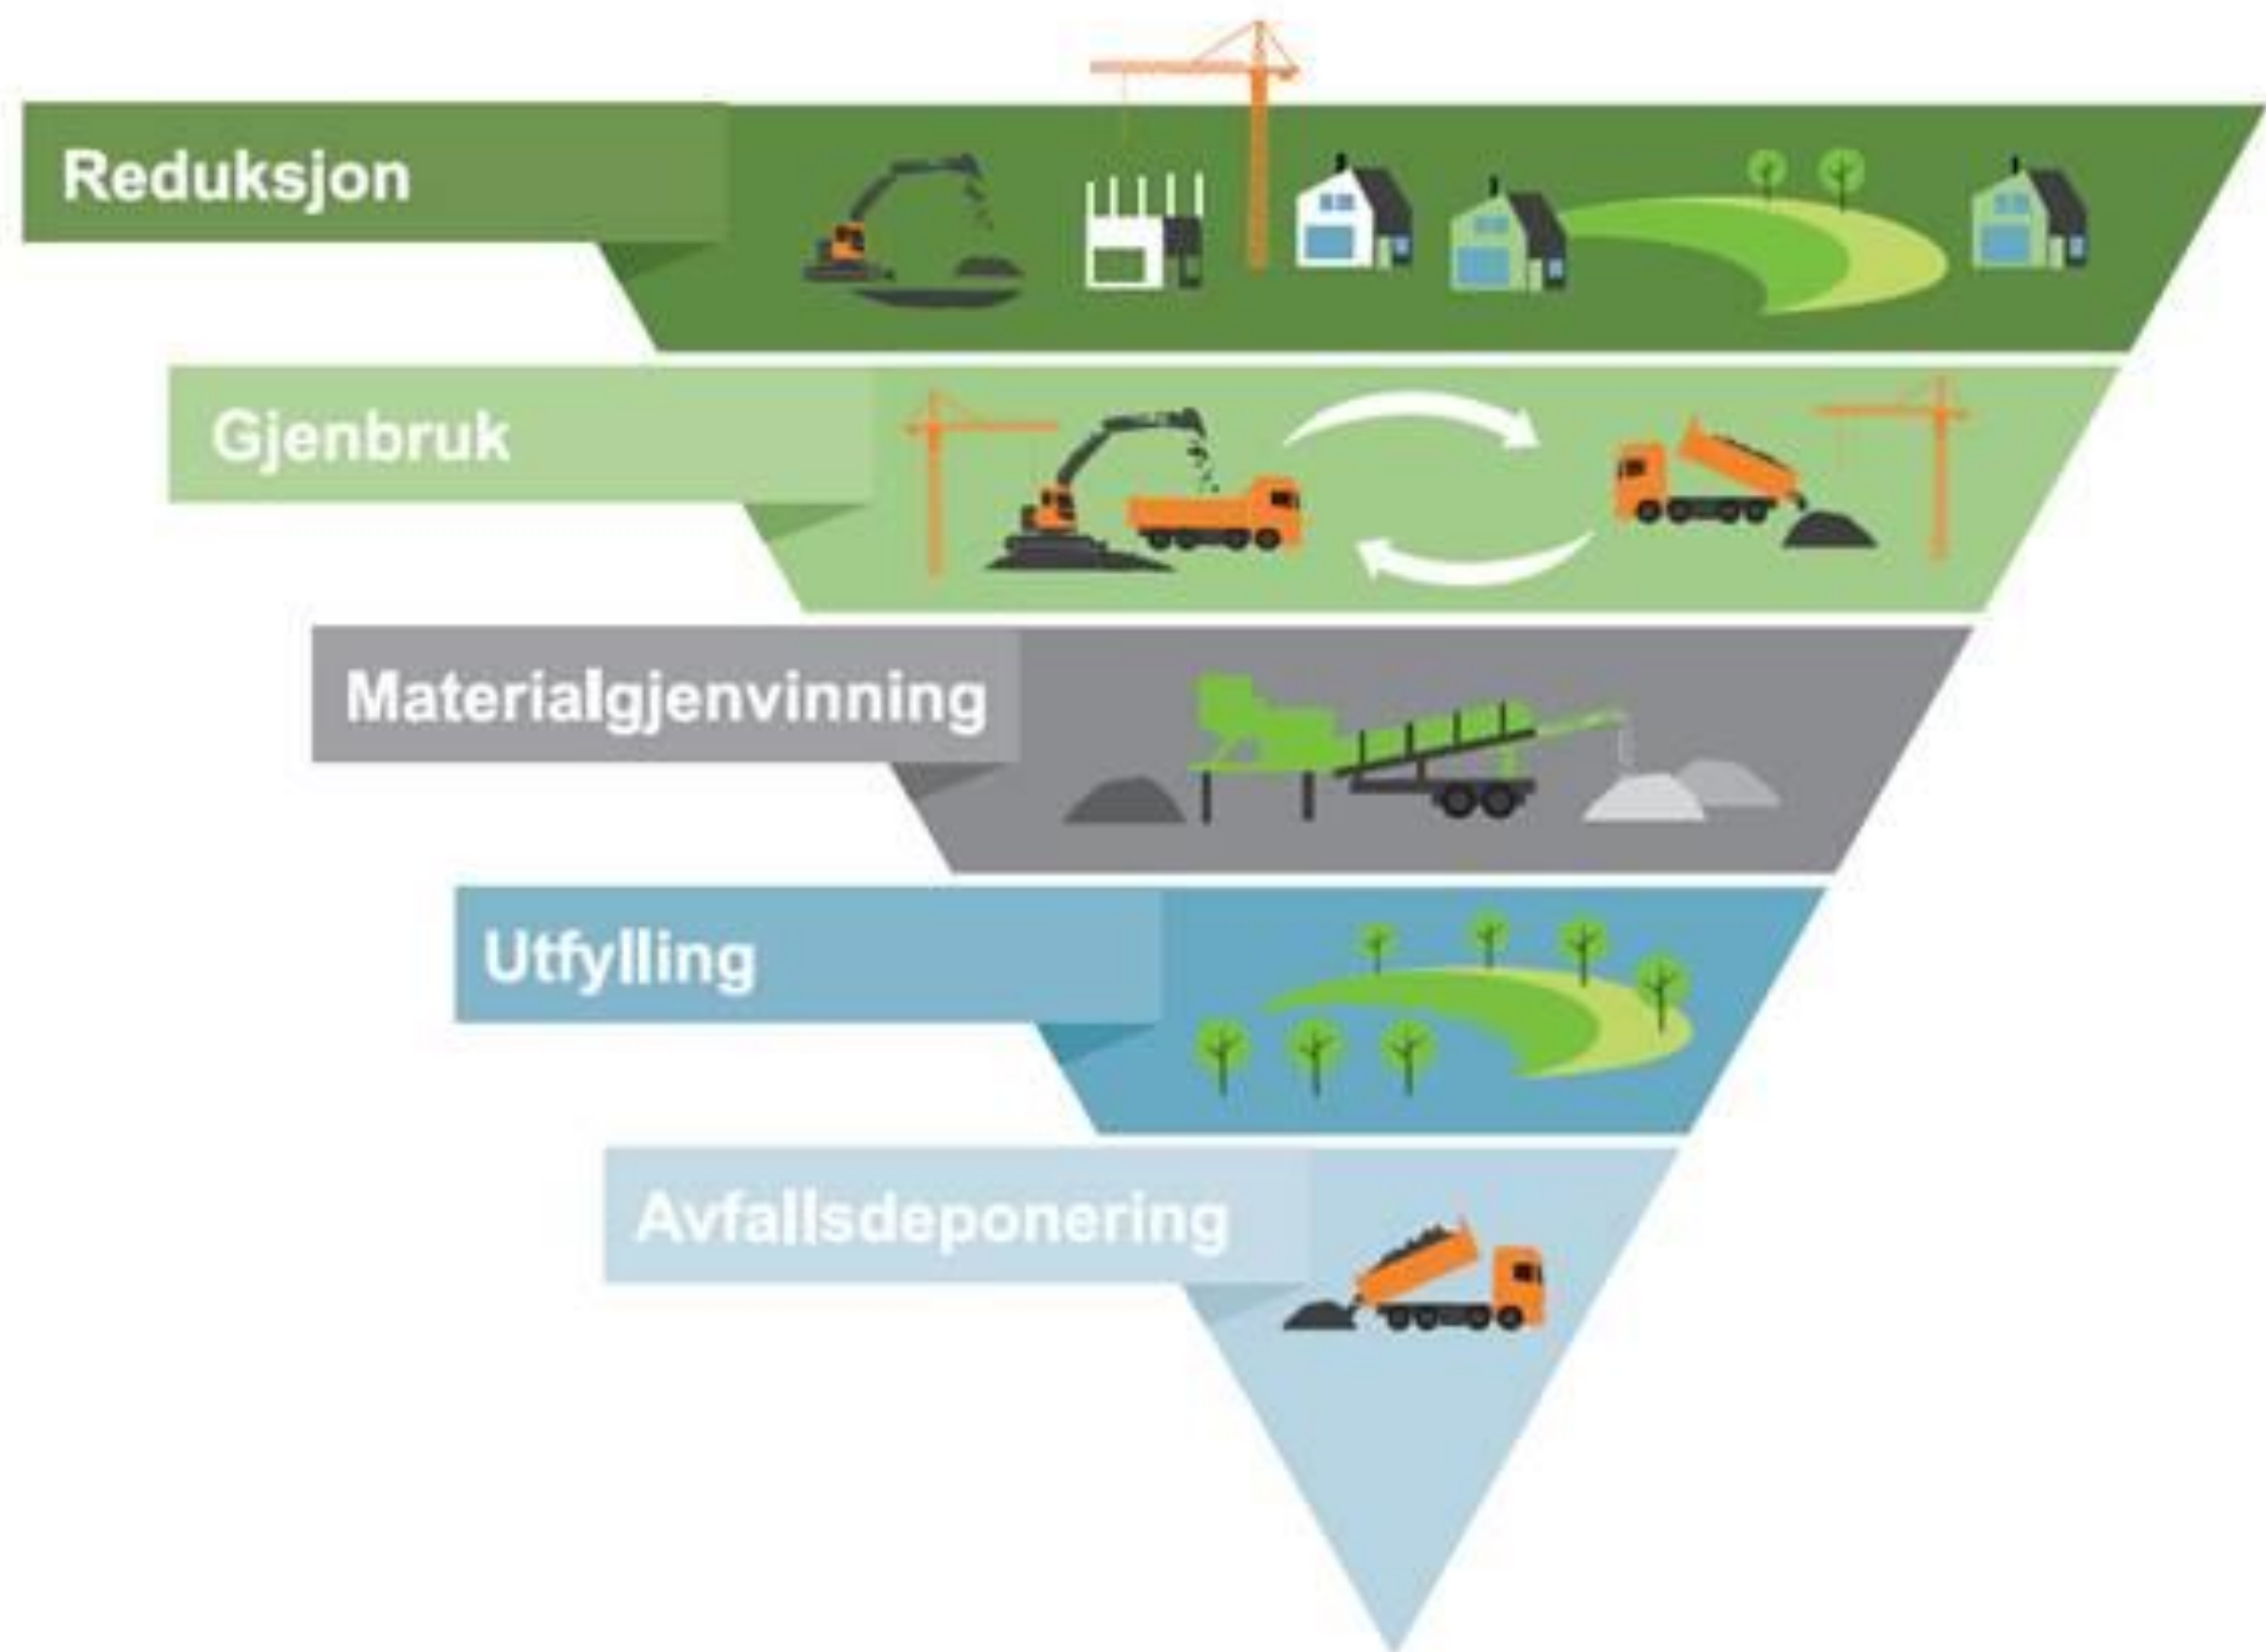 Reduksjon
Gjenbruk
Materialgjenvinning
Utfylling
Avfallsdeponering